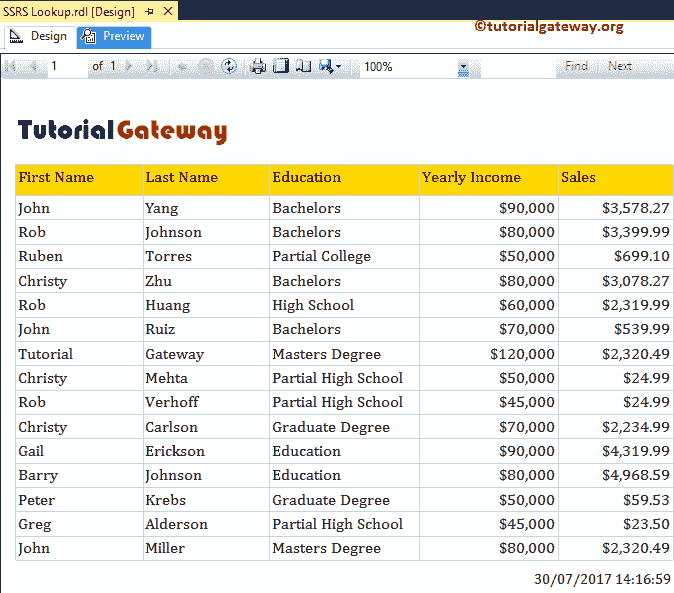 SSRS Lookup.rdl [Design]
©tutorialgateway.org
Design Preview
1 of 1 100% Find Next
Tutorial Gateway
First Name Last Name Education Yearly Income Sales
John Yang Bachelors $90,000 $3,578.27
Rob Johnson Bachelors $80,000 $3,399.99
Ruben Torres Partial College $50,000 $699.10
Christy Zhu Bachelors $80,000 $3,078.27
Rob Huang High School $60,000 $2,319.99
John Ruiz Bachelors $70,000 $539.99
Tutorial Gateway Masters Degree $120,000 $2,320.49
Christy Mehta Partial High School $50,000 $24.99
Rob Verhoff Partial High School $45,000 $24.99
Christy Carlson Graduate Degree $70,000 $2,234.99
Gail Erickson Education $90,000 $4,319.99
Barry Johnson Education $80,000 $4,968.59
Peter Krebs Graduate Degree $50,000 $59.53
Greg Alderson Partial High School $45,000 $23.50
John Miller Masters Degree $80,000 $2,320.49
30/07/2017 14:16:59